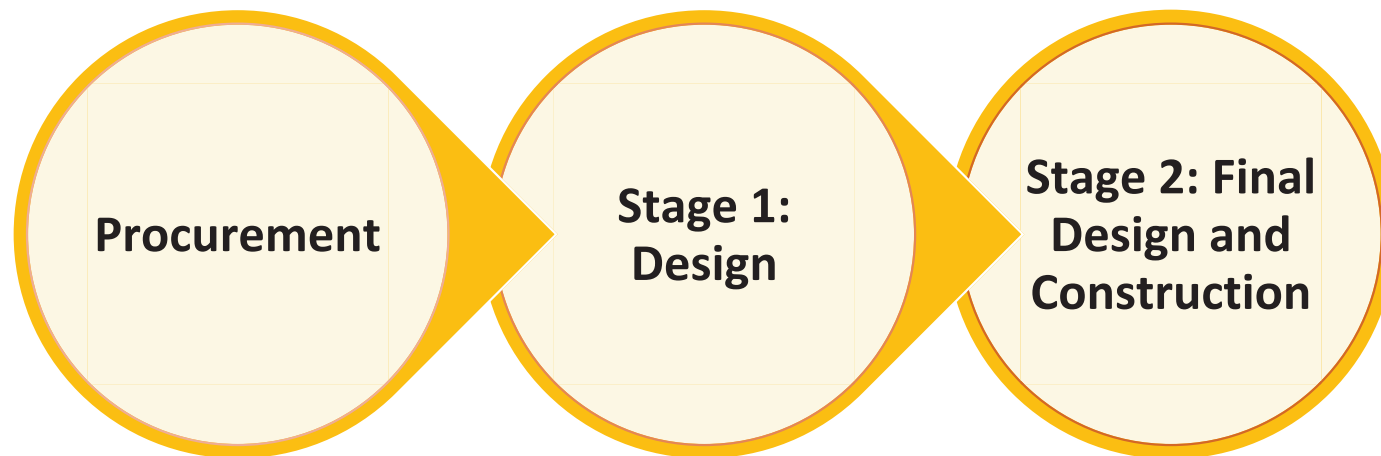 Procurement
Stage 1:
Design
Stage 2: Final
Design and
Construction